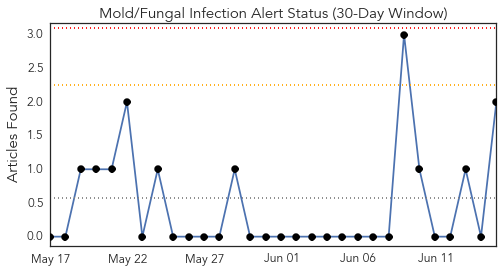 Mold/Fungal Infection Alert Status (30-Day Window)
Articles Found
3.0
2.5
2.0
1.5
1.0
0.5
0.0
May 17 May 22 May 27 Jun 01 Jun 06 Jun 11